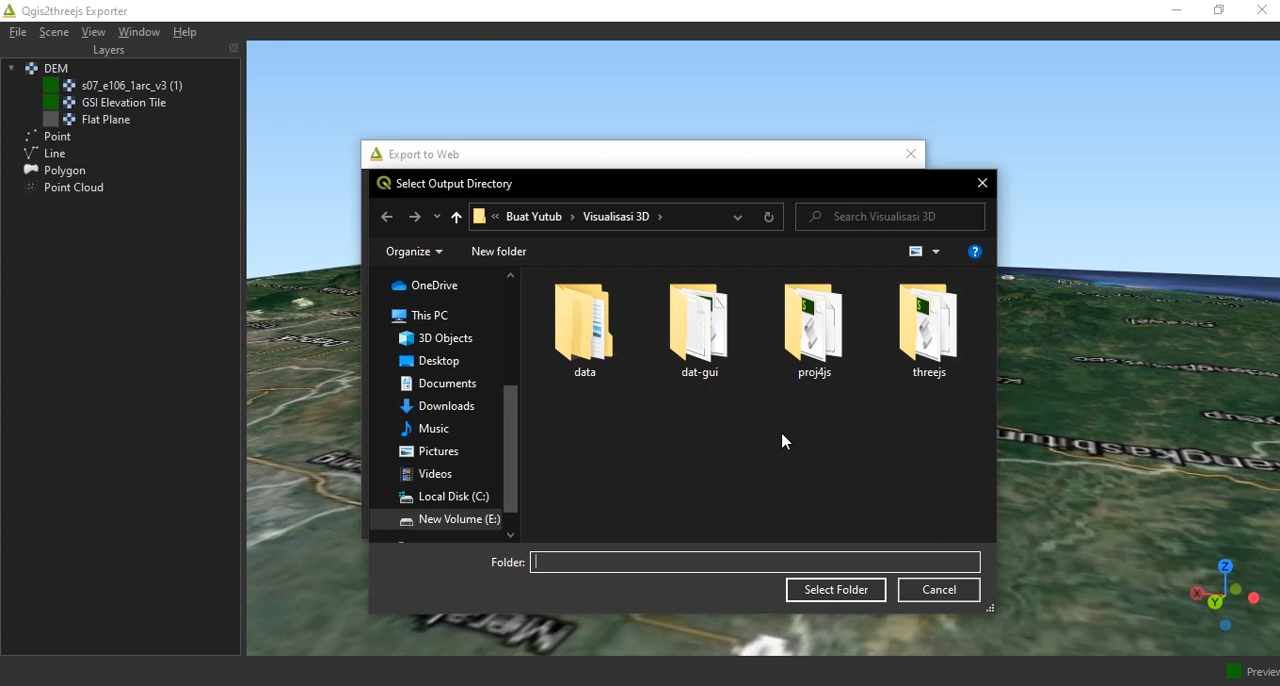 Qgis2threejs Exporter
File Scene View Window Help
Layers
DEM
s07_e106_1arc_v3 (1)
GSI Elevation Tile
Flat Plane
Point
Line
Polygon
Point Cloud
Export to Web
Select Output Directory
« Buat Yutub › Visualisasi 3D ›
Search Visualisasi 3D
Organize
New folder
?
OneDrive
This PC
3D Objects
Desktop
Documents
Downloads
Music
Pictures
Videos
Local Disk (C:)
New Volume (E:)
data
dat-gui
proj4js
threejs
Folder:
Select Folder
Cancel
Z
X
Y
Preview